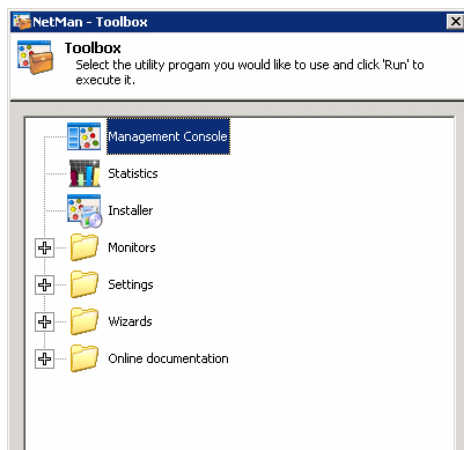 NetMan - Toolbox
Toolbox
Select the utility progam you would like to use and click 'Run' to
execute it.
Management Console
Statistics
Installer
Monitors
Settings
Wizards
Online documentation